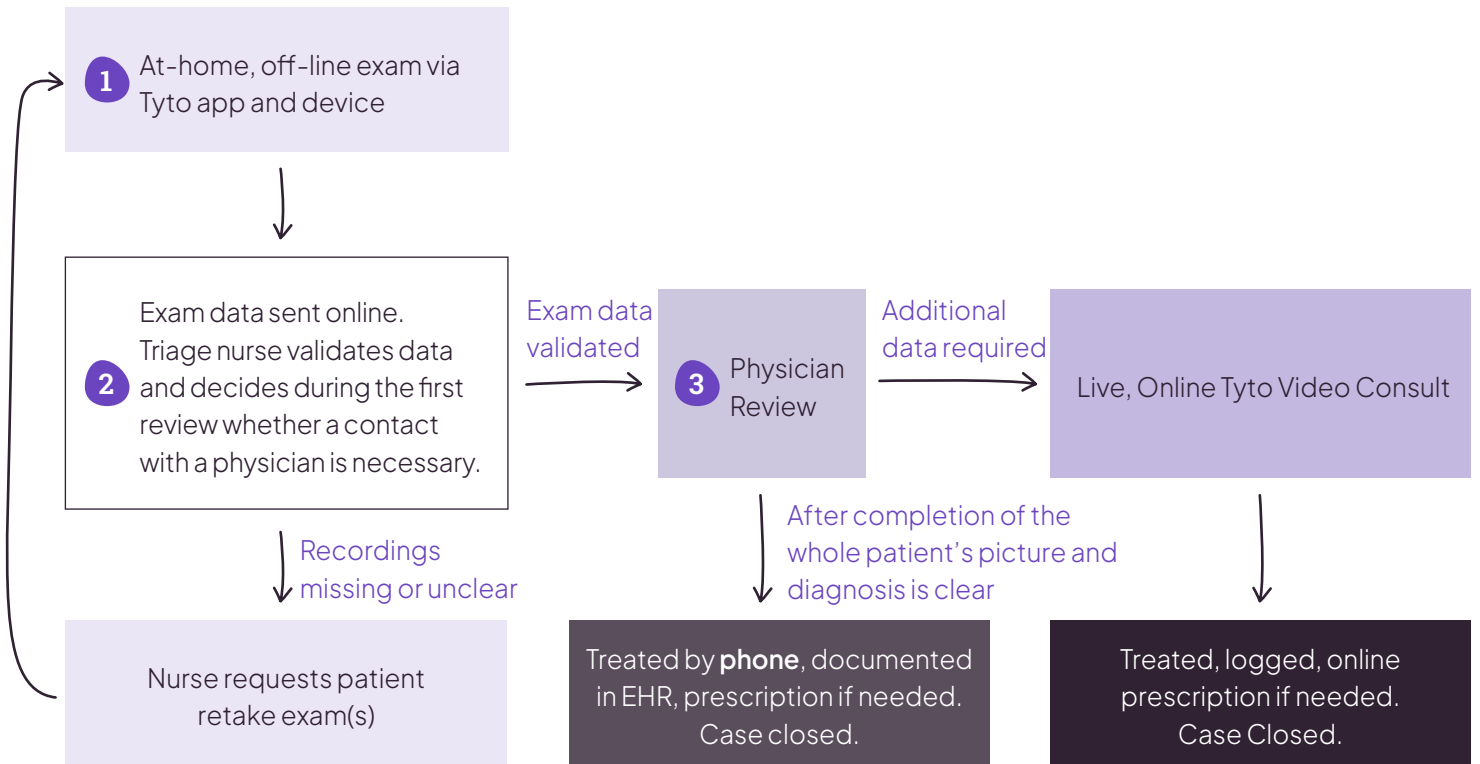 1
At-home, off-line exam via
Tyto app and device
2
Exam data sent online.
Triage nurse validates data
and decides during the first
review whether a contact
with a physician is necessary.
Exam data
validated
3
Physician
Review
Additional
data required
Live, Online Tyto Video Consult
Recordings
missing or unclear
After completion of the
whole patient’s picture and
diagnosis is clear
Nurse requests patient
retake exam(s)
Treated by phone, documented
in EHR, prescription if needed.
Case closed.
Treated, logged, online
prescription if needed.
Case Closed.